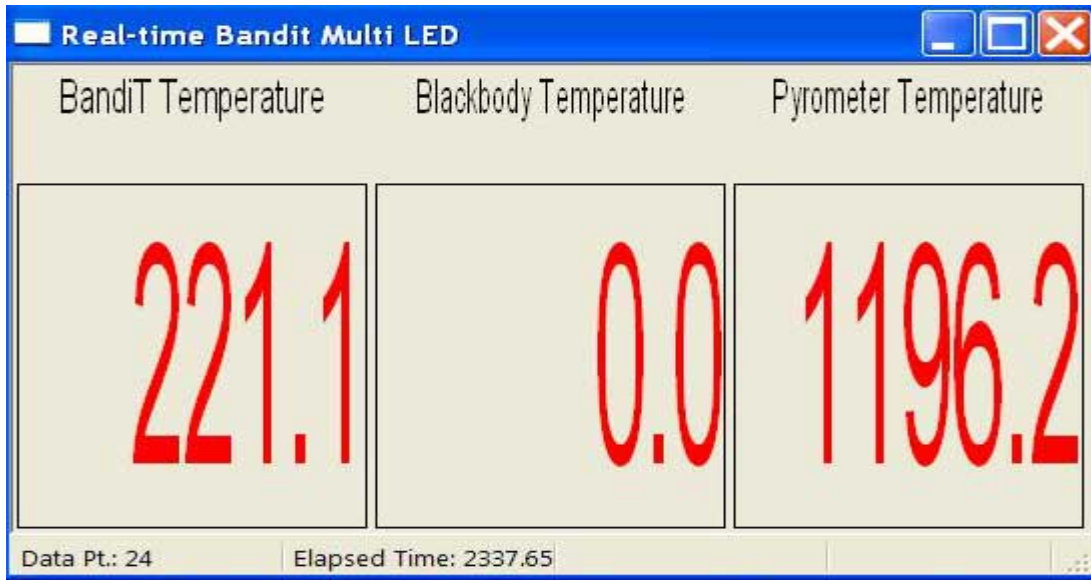 Real-time Bandit Multi LED
BandiT Temperature Blackbody Temperature Pyrometer Temperature
221.1 0.0 1196.2
Data Pt.: 24 Elapsed Time: 2337.65